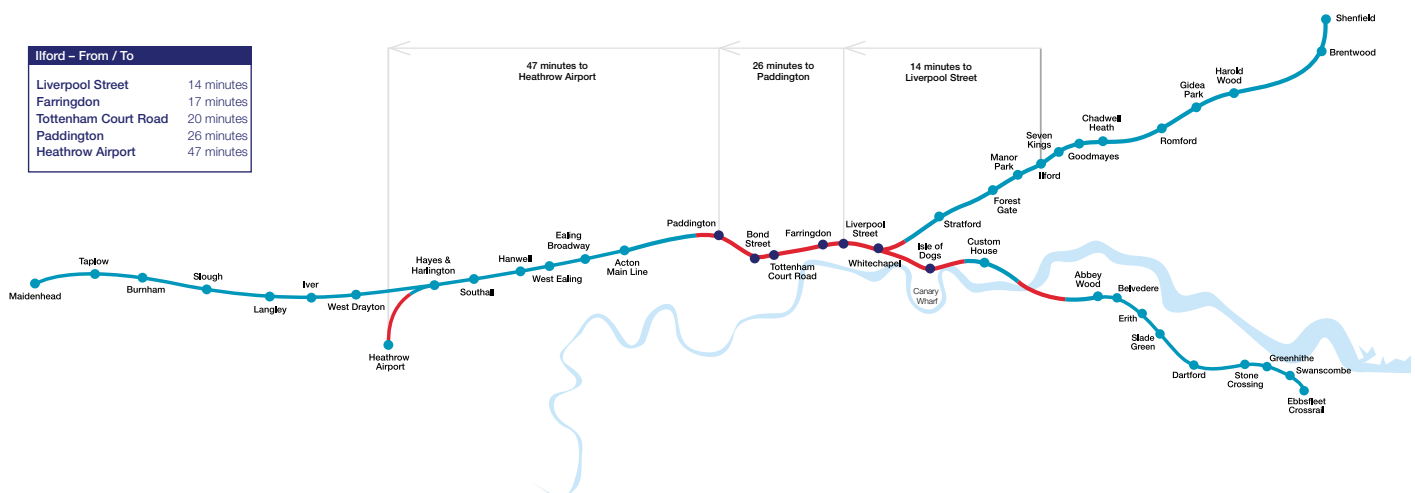 Ilford – From / To
Liverpool Street 14 minutes
Farringdon 17 minutes
Tottenham Court Road 20 minutes
Paddington 26 minutes
Heathrow Airport 47 minutes
47 minutes to
Heathrow Airport
26 minutes to
Paddington
14 minutes to
Liverpool Street
Shenfield
Brentwood
Harold
Wood
Gidea
Park
Romford
Chadwell
Heath
Goodmayes
Seven
Kings
Ilford
Manor
Park
Forest
Gate
Stratford
Maidenhead
Taplow
Burnham
Slough
Langley
Iver
West Drayton
Heathrow
Airport
Hayes &
Harlington
Southall
Hanwell
West Ealing
Ealing
Broadway
Acton
Main Line
Paddington
Bond
Street
Tottenham
Court Road
Farringdon
Liverpool
Street
Whitechapel
Isle of
Dogs
Canary
Wharf
Custom
House
Abbey
Wood
Belvedere
Erith
Slade
Green
Dartford
Stone
Crossing
Greenhithe
Swanscombe
Ebbsfleet
Crossrail